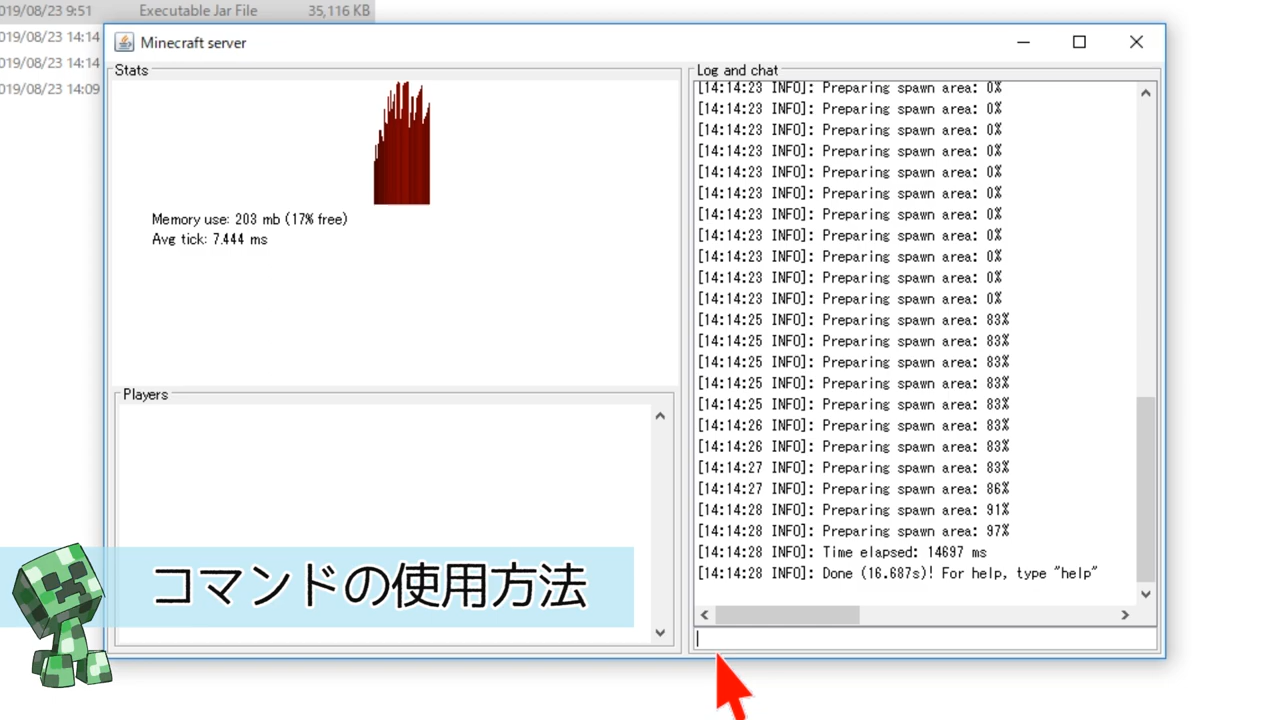 019/08/23 9:51 Executable Jar File 35,116 KB
019/08/23 14:14
019/08/23 14:14
019/08/23 14:09
Minecraft server
Stats
Memory use: 203 mb (17% free)
Avg tick: 7.444 ms
Players
Log and chat
[14:14:23 INFO]: Preparing spawn area: 0%
[14:14:23 INFO]: Preparing spawn area: 0%
[14:14:23 INFO]: Preparing spawn area: 0%
[14:14:23 INFO]: Preparing spawn area: 0%
[14:14:23 INFO]: Preparing spawn area: 0%
[14:14:23 INFO]: Preparing spawn area: 0%
[14:14:23 INFO]: Preparing spawn area: 0%
[14:14:23 INFO]: Preparing spawn area: 0%
[14:14:23 INFO]: Preparing spawn area: 0%
[14:14:23 INFO]: Preparing spawn area: 0%
[14:14:23 INFO]: Preparing spawn area: 0%
[14:14:25 INFO]: Preparing spawn area: 83%
[14:14:25 INFO]: Preparing spawn area: 83%
[14:14:25 INFO]: Preparing spawn area: 83%
[14:14:25 INFO]: Preparing spawn area: 83%
[14:14:25 INFO]: Preparing spawn area: 83%
[14:14:26 INFO]: Preparing spawn area: 83%
[14:14:26 INFO]: Preparing spawn area: 83%
[14:14:27 INFO]: Preparing spawn area: 83%
[14:14:27 INFO]: Preparing spawn area: 86%
[14:14:28 INFO]: Preparing spawn area: 91%
[14:14:28 INFO]: Preparing spawn area: 97%
[14:14:28 INFO]: Time elapsed: 14697 ms
[14:14:28 INFO]: Done (16.687s)! For help, type "help"
コマンドの使用方法